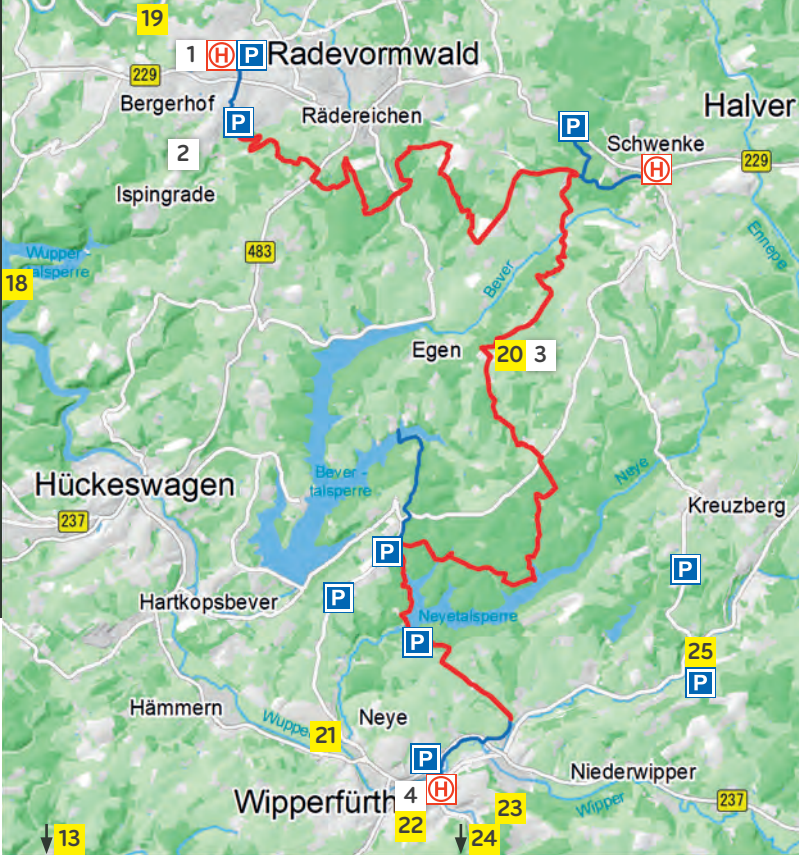 19
1 H P Radevormwald
229
Bergerhof
P
Rädereichen
P
Halver
Schwenke
2
H
229
Ispingrade
Wupper-
talsperre
483
Ennepe
18
Bever
Egen
20 3
Bever -
talsperre
Neye
Hückeswagen
Kreuzberg
237
P
P
P
Hartkopsbever
Neyetalsperre
P
25
P
Hämmern
Neye
Wupper
21
P
Niederwipper
Wipperfürth
4 H
237
Wipper
23
22
13
24